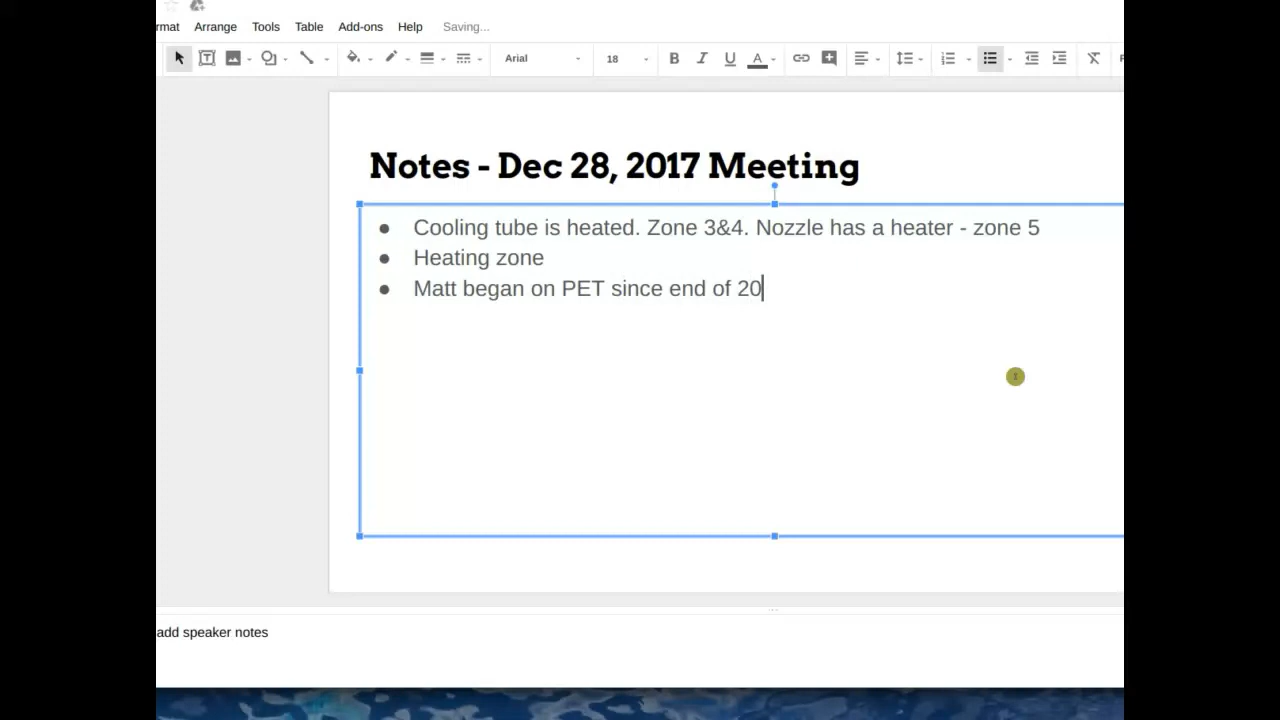 Arrange Tools Table Add-ons Help Saving...
Arial 18
Notes - Dec 28, 2017 Meeting
● Cooling tube is heated. Zone 3&4. Nozzle has a heater - zone 5
● Heating zone
● Matt began on PET since end of 20
add speaker notes